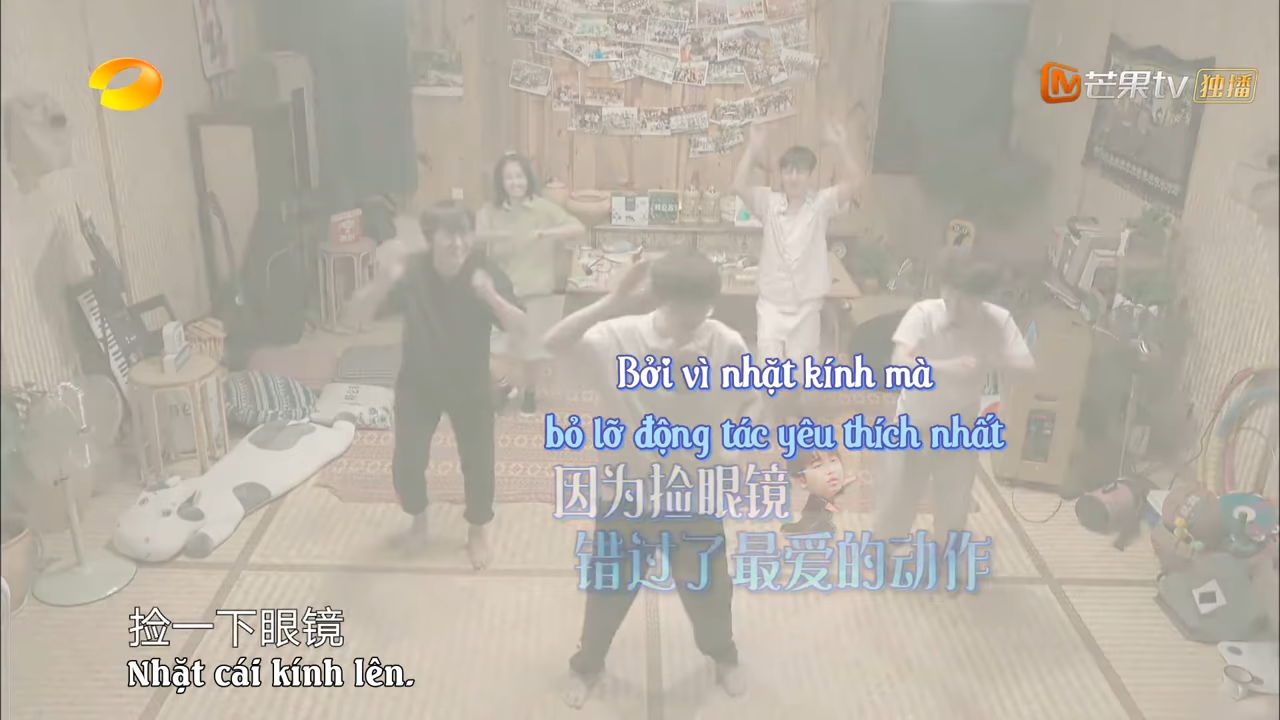 芒果tv 独播
Bởi vì nhặt kính mà
bỏ lỡ động tác yêu thích nhất
因为捡眼镜
错过了最爱的动作
捡一下眼镜
Nhặt cái kính lên.